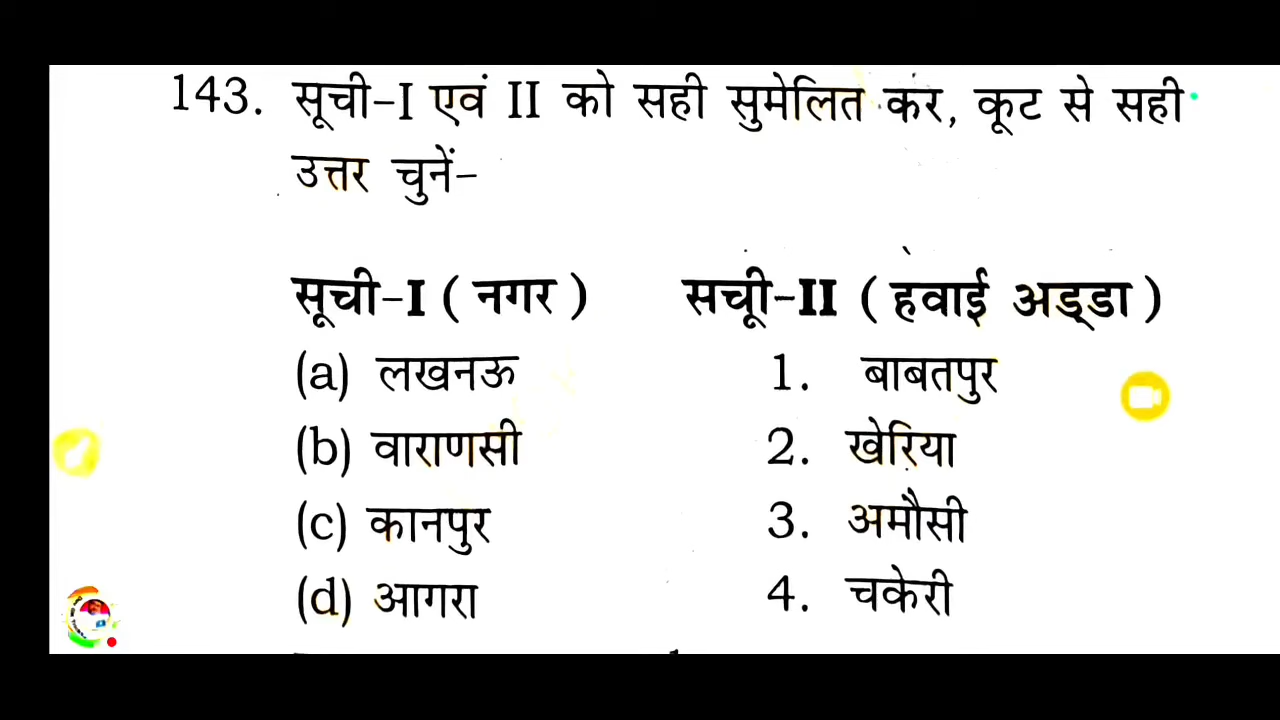 143. सूची-I एवं II को सही सुमेलित कर, कूट से सही
उत्तर चुनें-
सूची-I ( नगर ) सचूी-II ( हवाई अड्डा )
(a) लखनऊ 1. बाबतपुर
(b) वाराणसी 2. खेरिया
(c) कानपुर 3. अमौसी
(d) आगरा 4. चकेरी